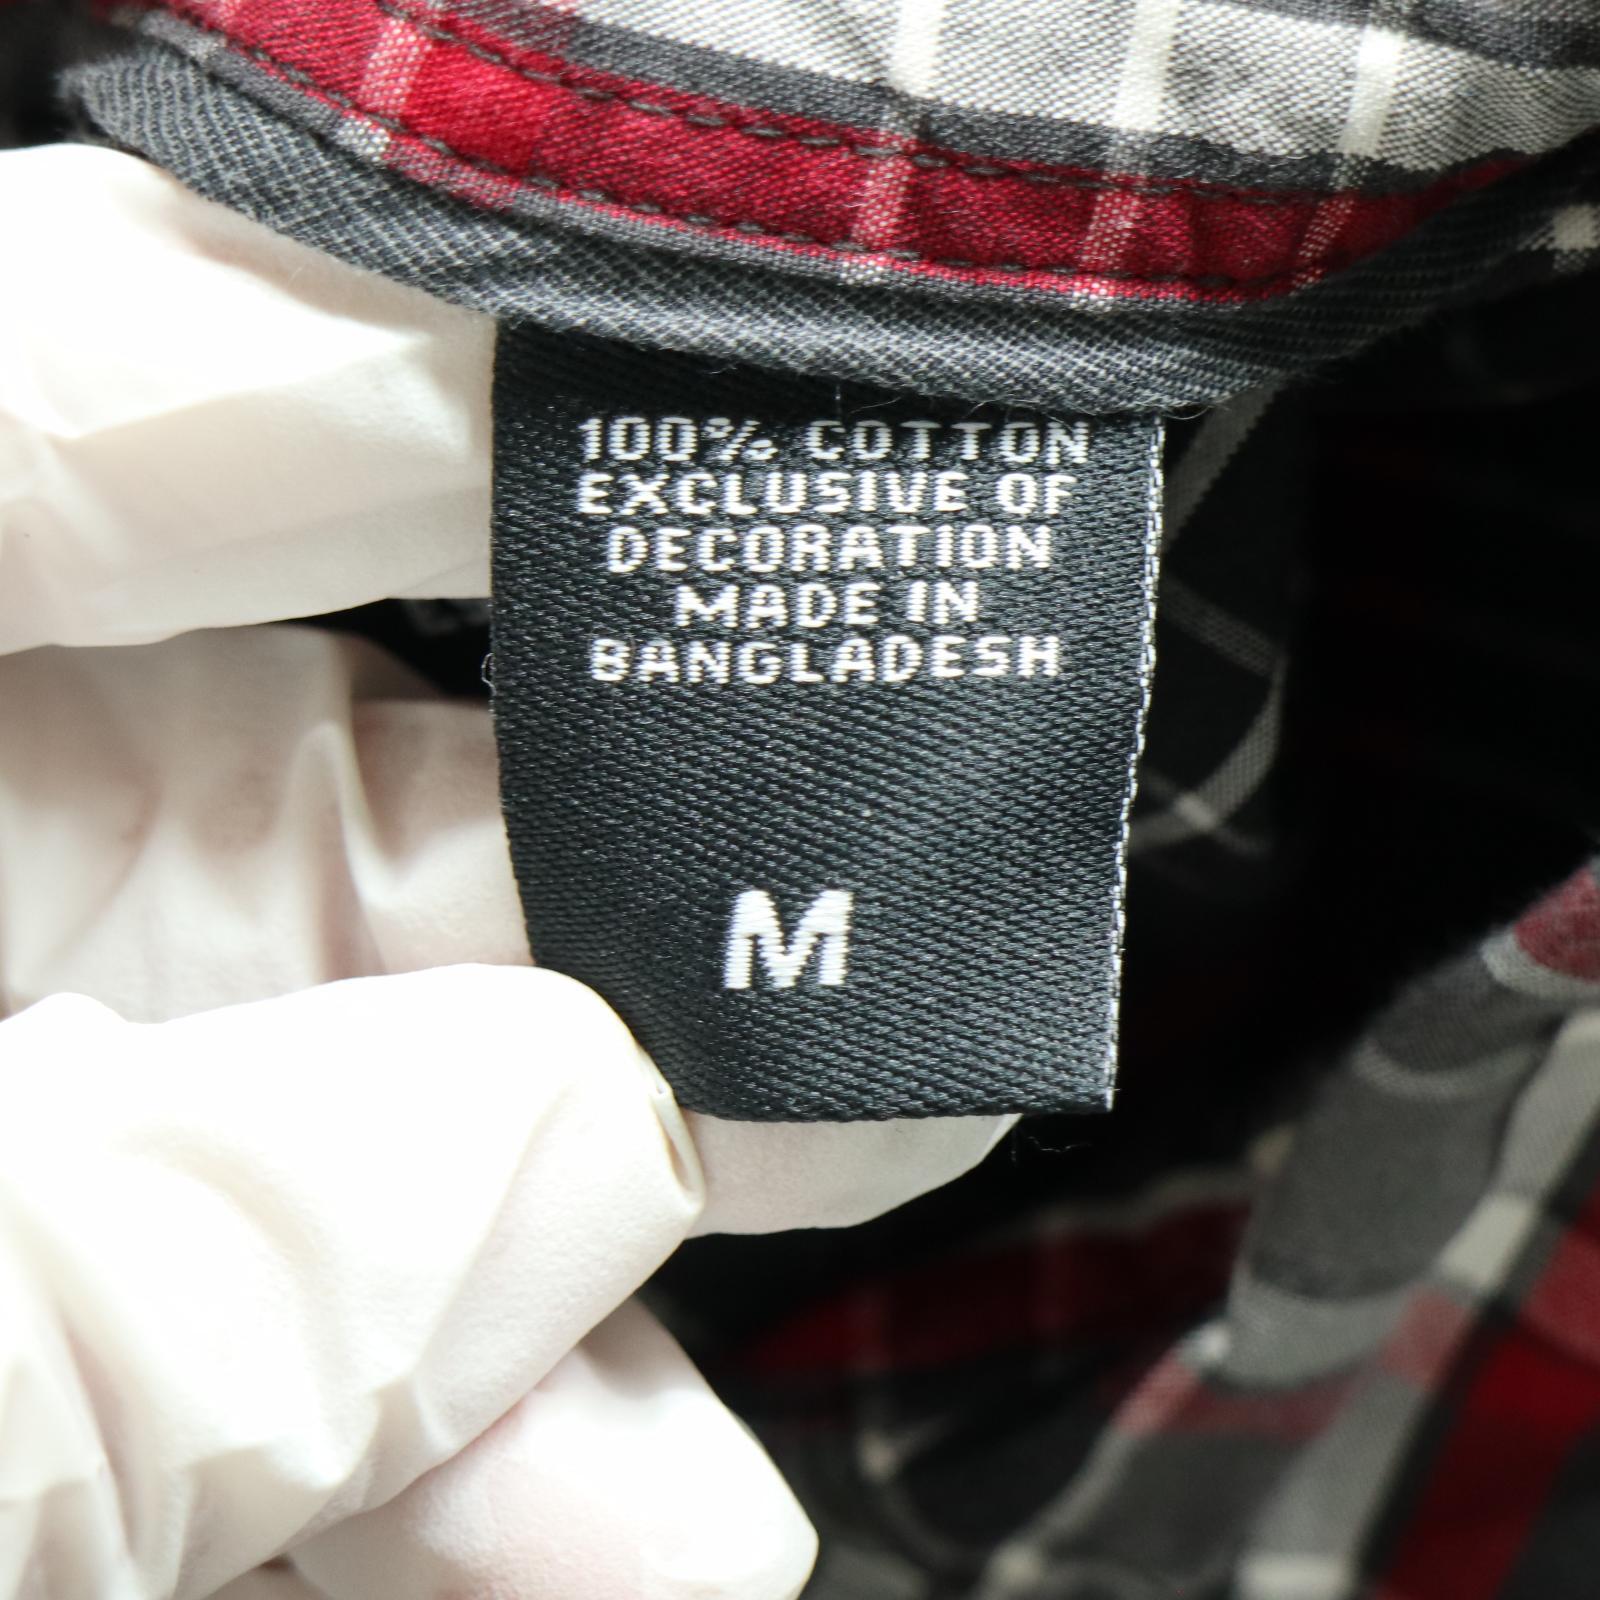 100% COTTON
EXCLUSIVE OF
DECORATION
MADE IN
BANGLADESH
M